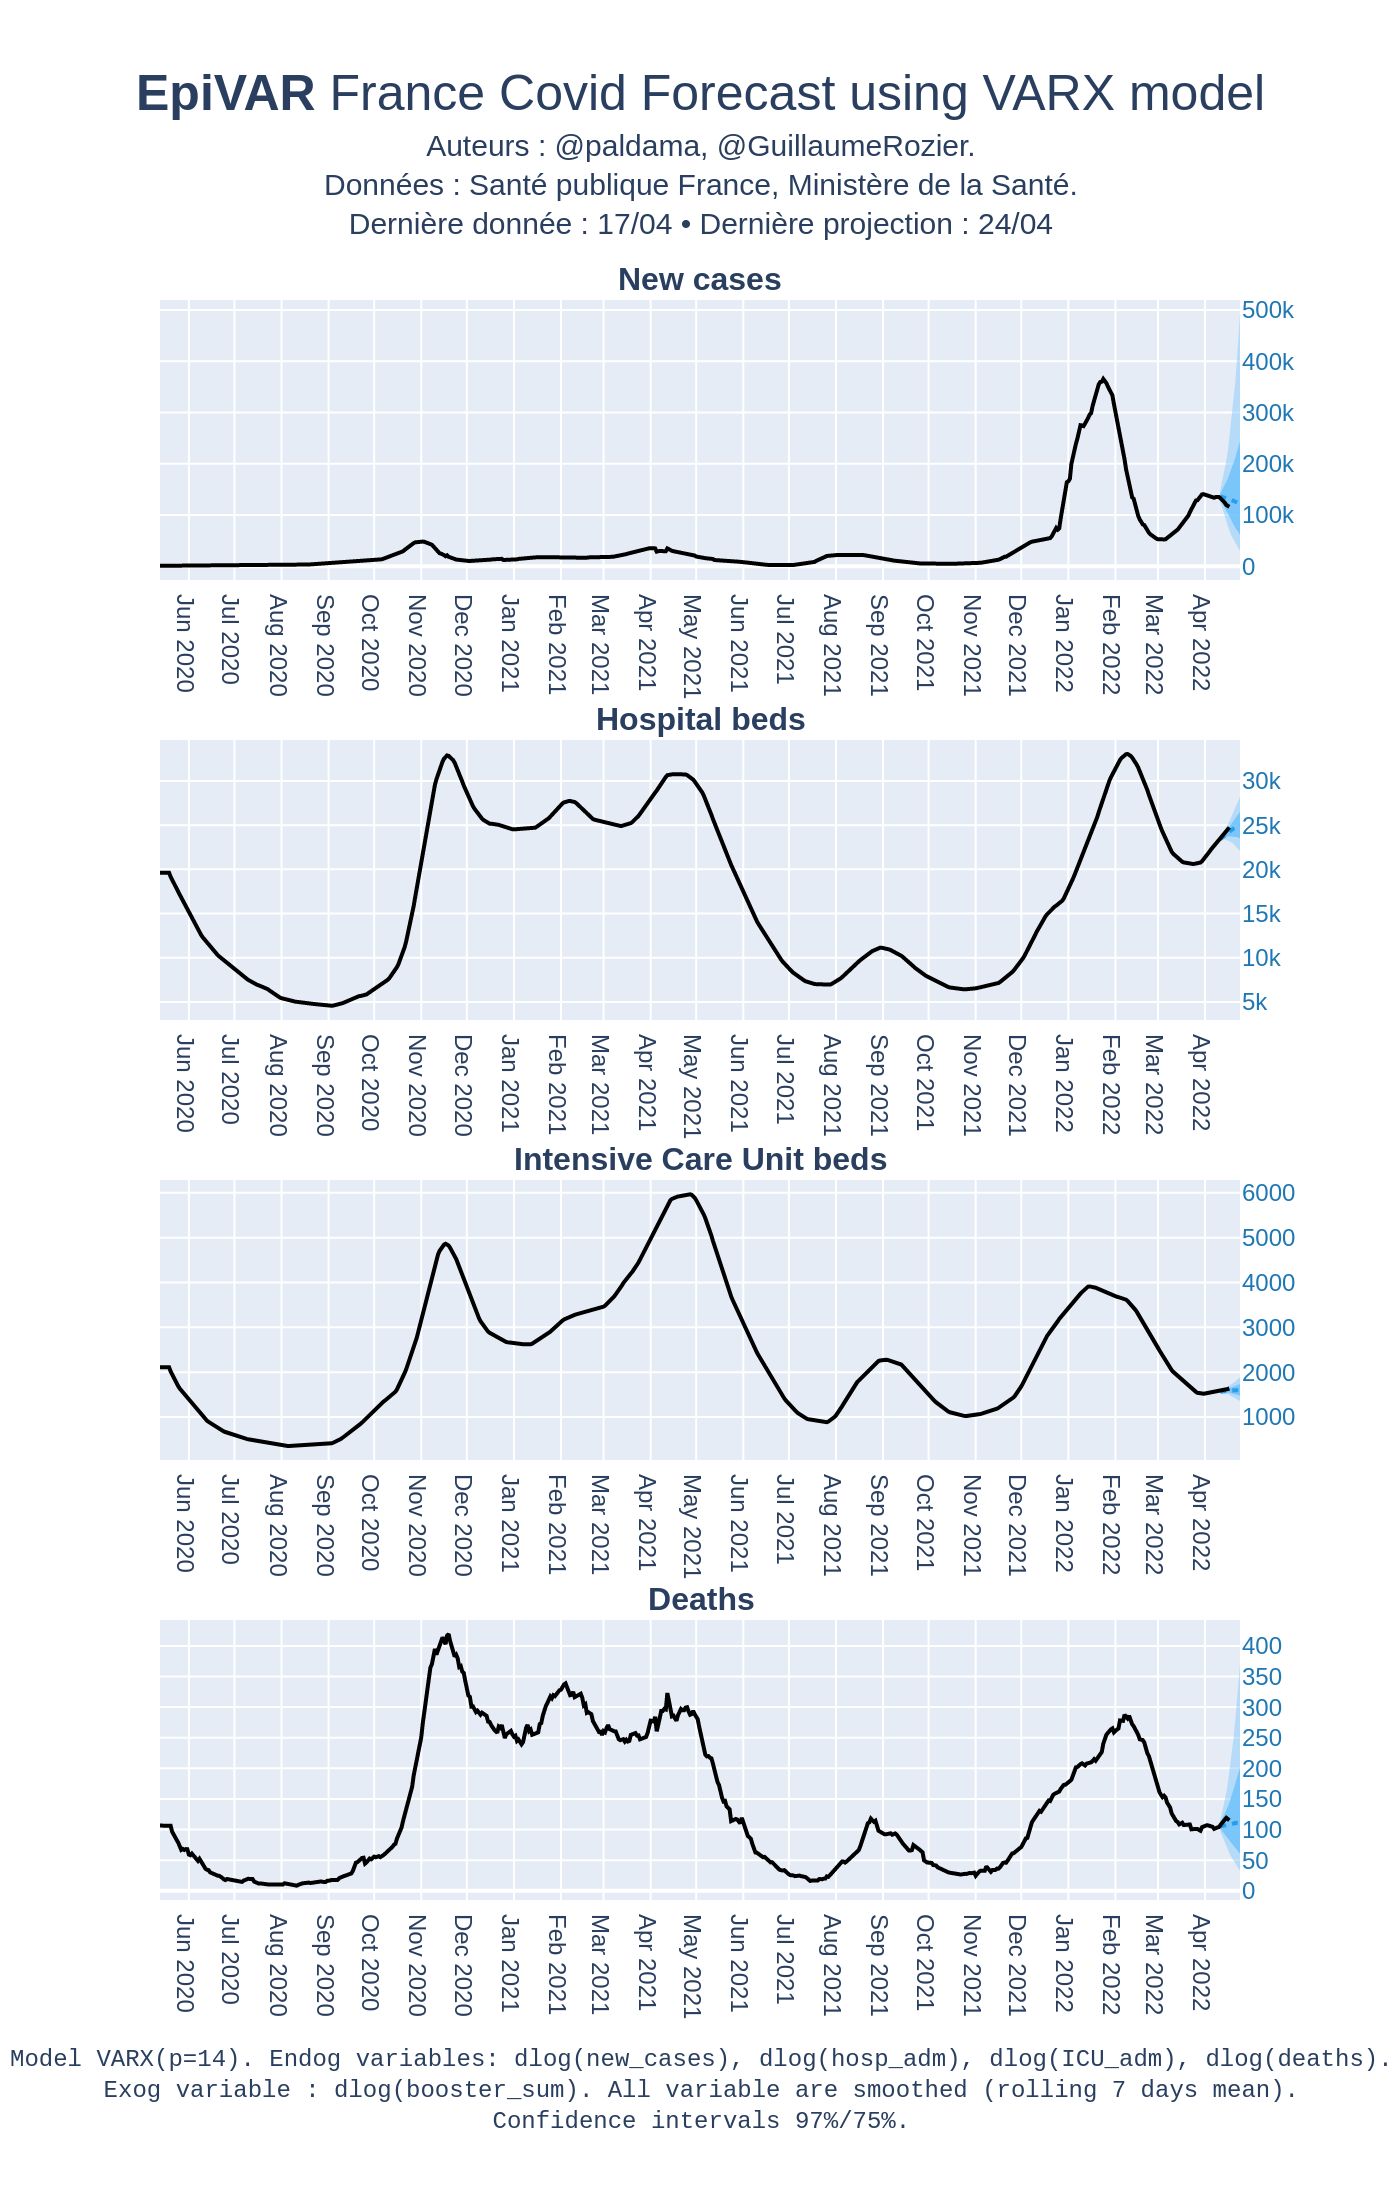 EpiVAR France Covid Forecast using VARX model
Auteurs : @paldama, @GuillaumeRozier.
Données : Santé publique France, Ministère de la Santé.
Dernière donnée : 17/04 • Dernière projection : 24/04
New cases
500k
400k
300k
200k
100k
0
Jun 2020 Jul 2020 Aug 2020 Sep 2020 Oct 2020 Nov 2020 Dec 2020 Jan 2021 Feb 2021 Mar 2021 Apr 2021 May 2021 Jun 2021 Jul 2021 Aug 2021 Sep 2021 Oct 2021 Nov 2021 Dec 2021 Jan 2022 Feb 2022 Mar 2022 Apr 2022
Hospital beds
30k
25k
20k
15k
10k
5k
Jun 2020 Jul 2020 Aug 2020 Sep 2020 Oct 2020 Nov 2020 Dec 2020 Jan 2021 Feb 2021 Mar 2021 Apr 2021 May 2021 Jun 2021 Jul 2021 Aug 2021 Sep 2021 Oct 2021 Nov 2021 Dec 2021 Jan 2022 Feb 2022 Mar 2022 Apr 2022
Intensive Care Unit beds
6000
5000
4000
3000
2000
1000
Jun 2020 Jul 2020 Aug 2020 Sep 2020 Oct 2020 Nov 2020 Dec 2020 Jan 2021 Feb 2021 Mar 2021 Apr 2021 May 2021 Jun 2021 Jul 2021 Aug 2021 Sep 2021 Oct 2021 Nov 2021 Dec 2021 Jan 2022 Feb 2022 Mar 2022 Apr 2022
Deaths
400
350
300
250
200
150
100
50
0
Jun 2020 Jul 2020 Aug 2020 Sep 2020 Oct 2020 Nov 2020 Dec 2020 Jan 2021 Feb 2021 Mar 2021 Apr 2021 May 2021 Jun 2021 Jul 2021 Aug 2021 Sep 2021 Oct 2021 Nov 2021 Dec 2021 Jan 2022 Feb 2022 Mar 2022 Apr 2022
Model VARX(p=14). Endog variables: dlog(new_cases), dlog(hosp_adm), dlog(ICU_adm), dlog(deaths).
Exog variable : dlog(booster_sum). All variable are smoothed (rolling 7 days mean).
Confidence intervals 97%/75%.